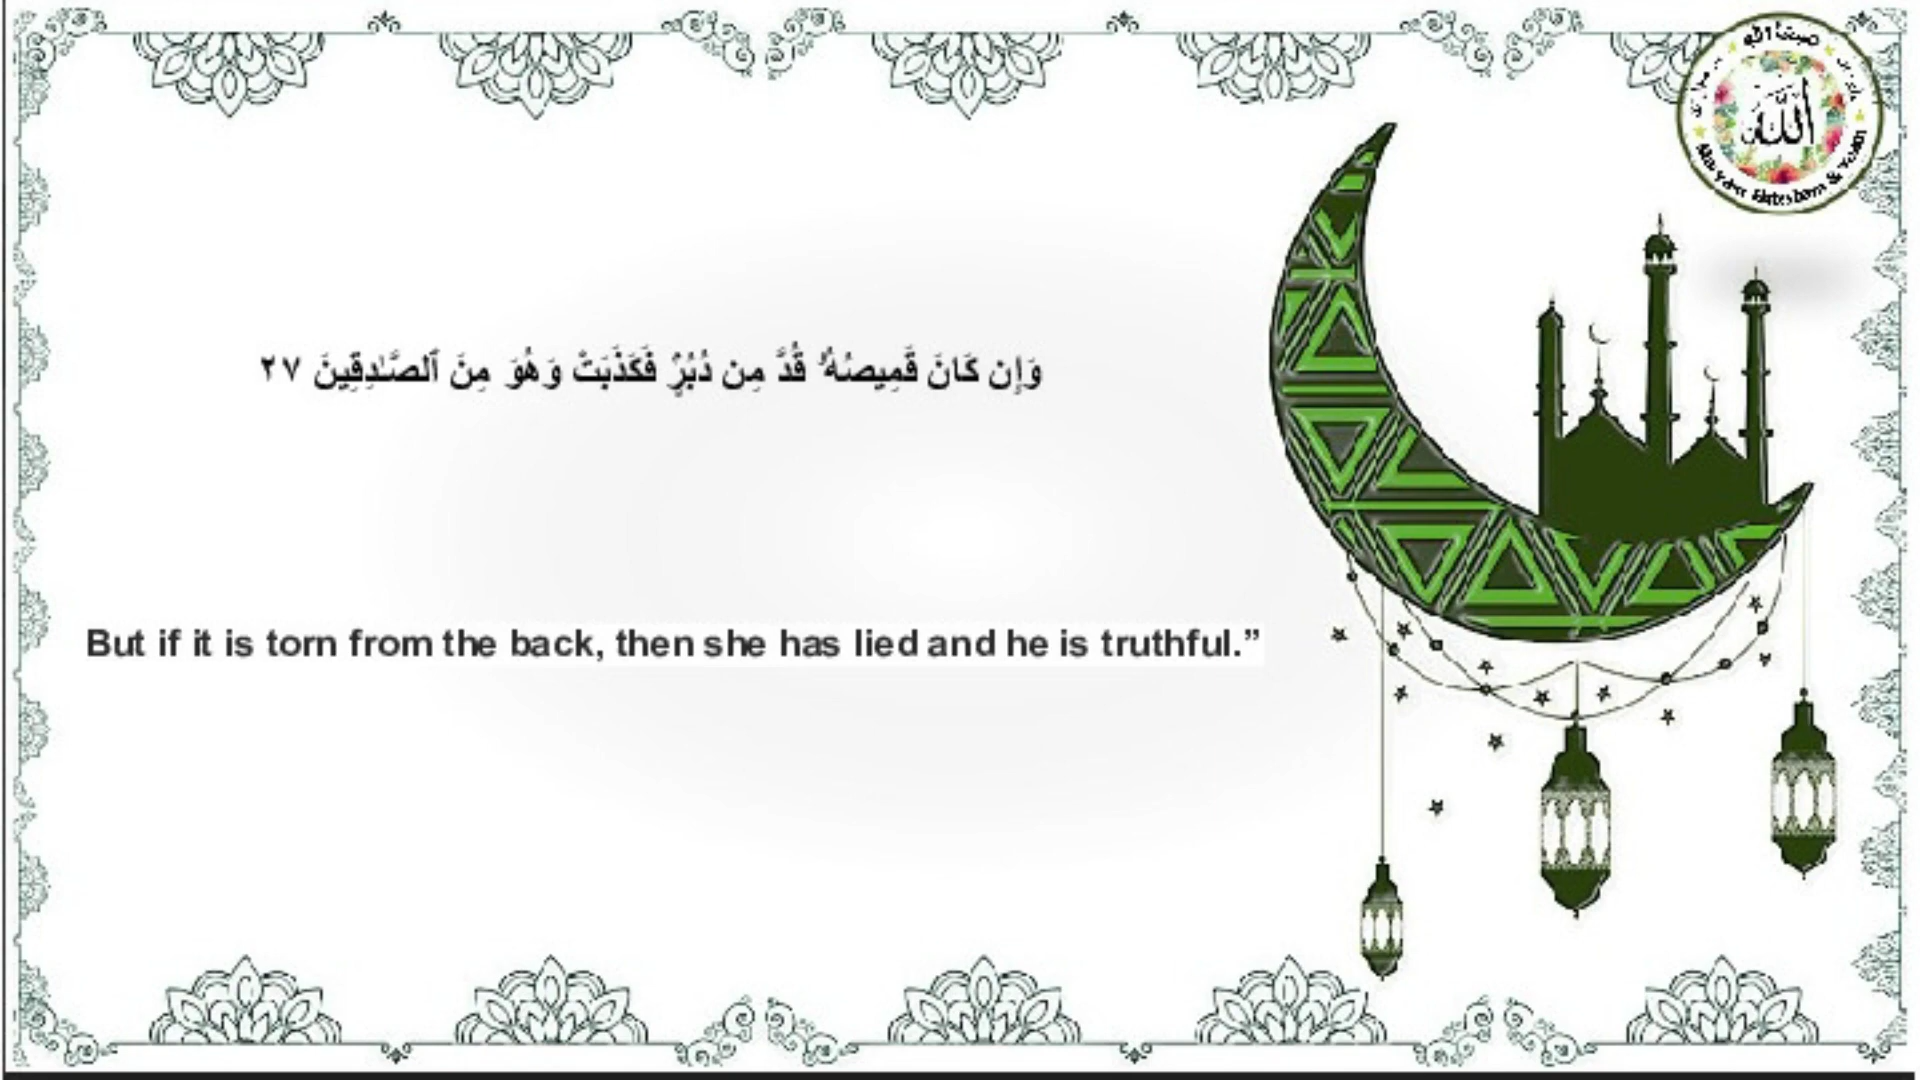 الله
وَإِن كَانَ قَمِيصُهُۥ قُدَّ مِن دُبُرٍۢ فَكَذَبَتْ وَهُوَ مِنَ ٱلصَّـٰدِقِينَ ٢٧
But if it is torn from the back, then she has lied and he is truthful.”